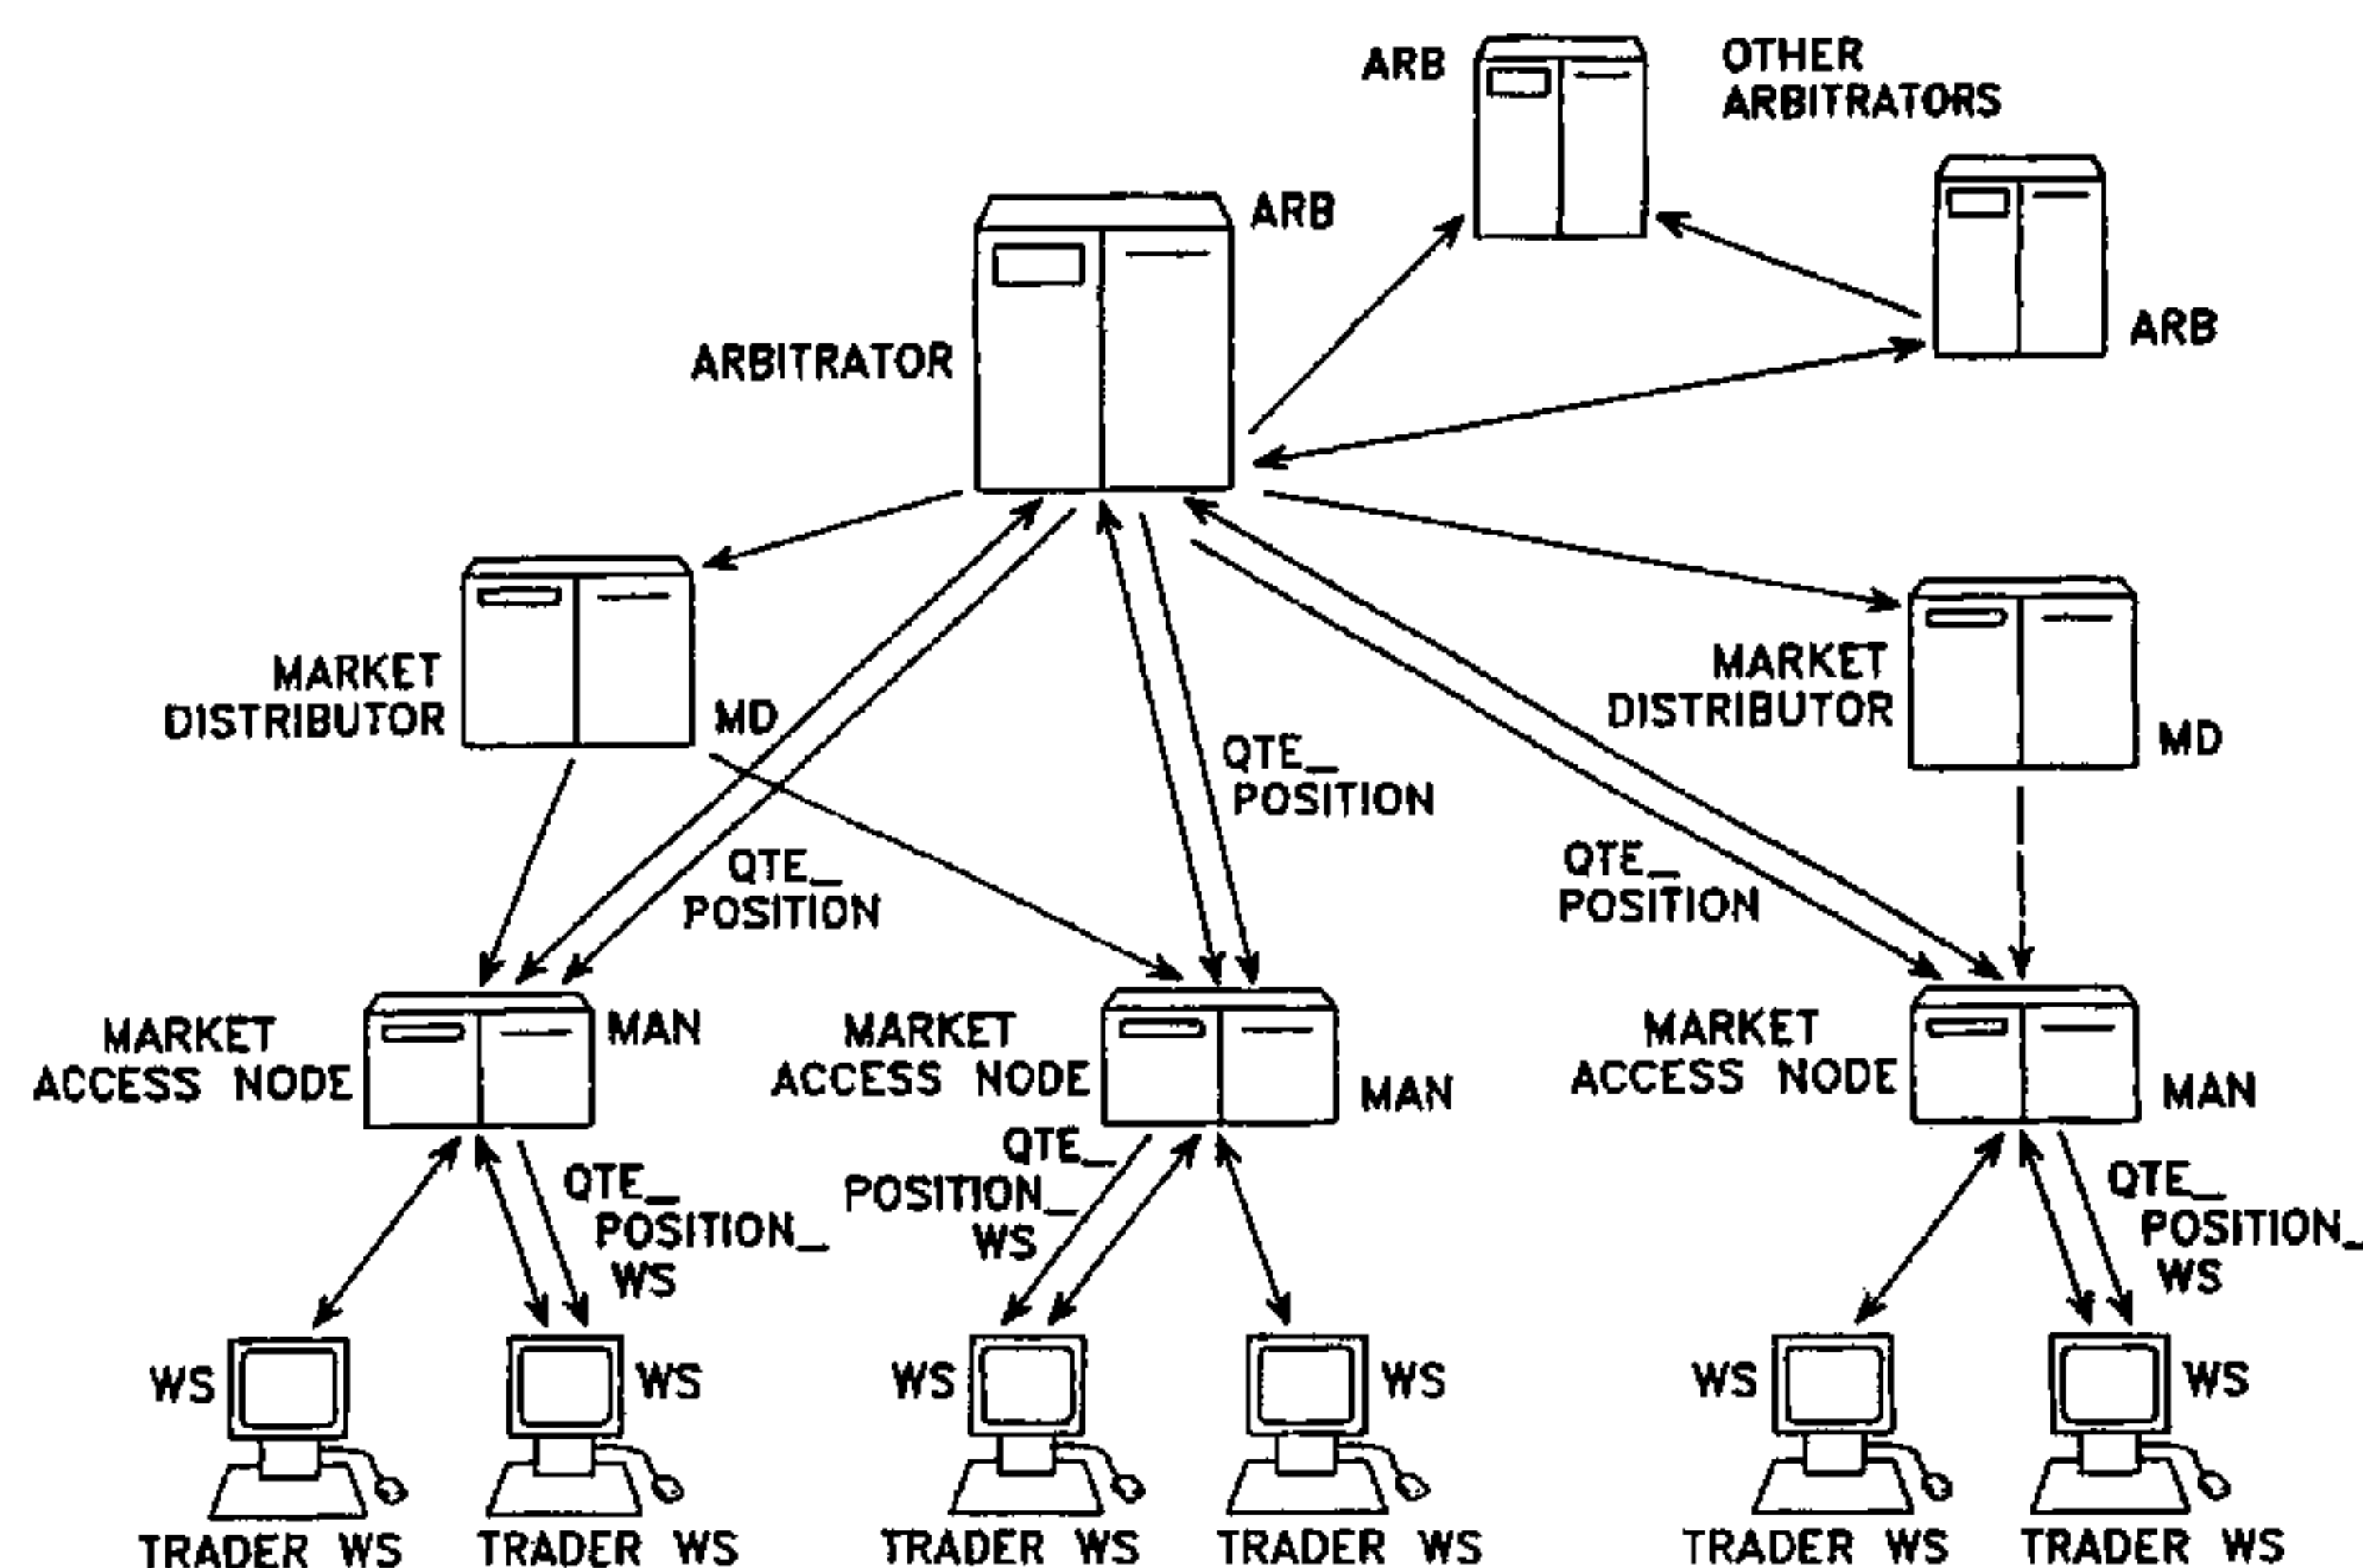 ARB
OTHER
ARBITRATORS
ARB
ARBITRATOR
ARB
MARKET
DISTRIBUTOR
MD
MARKET
DISTRIBUTOR
MD
QTE_
POSITION
QTE_
POSITION
QTE_
POSITION
MARKET
ACCESS NODE
MAN
MARKET
ACCESS NODE
MAN
MARKET
ACCESS NODE
MAN
QTE_
POSITION_
WS
QTE_
POSITION_
WS
QTE_
POSITION_
WS
WS
WS
WS
WS
WS
WS
TRADER WS
TRADER WS
TRADER WS
TRADER WS
TRADER WS
TRADER WS